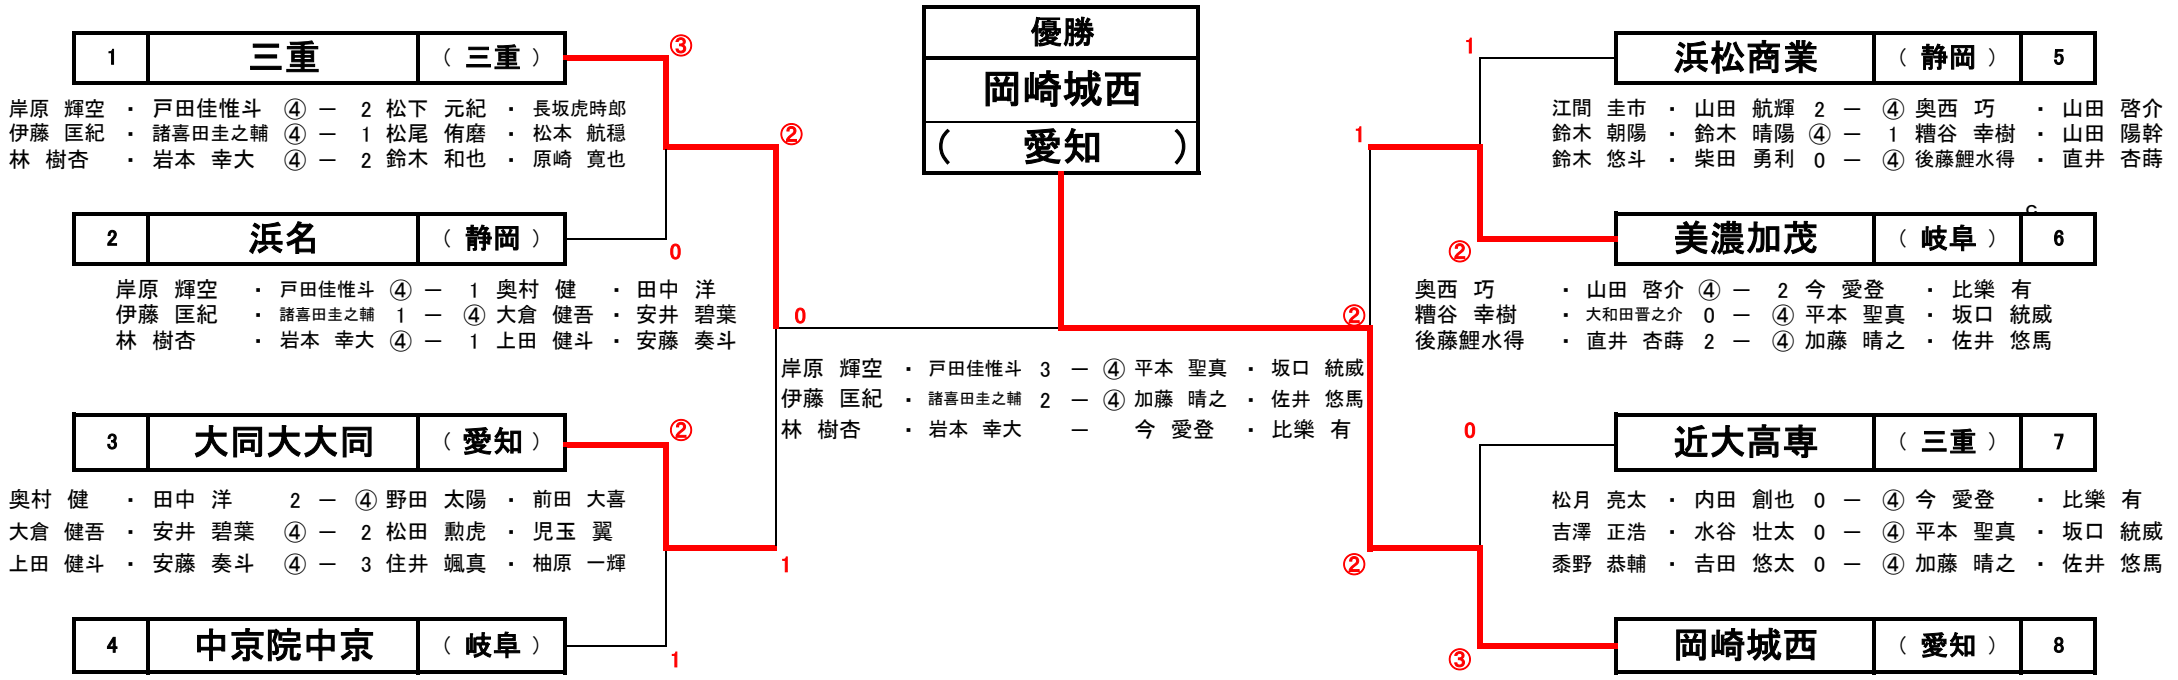 優勝
岡崎城西
( 愛知 )
1 三重 （ 三重 ） ③
岸原 輝空 ・ 戸田佳惟斗 ④ － 2 松下 元紀 ・ 長坂虎時郎
伊藤 匡紀 ・ 諸喜田圭之輔 ④ － 1 松尾 侑磨 ・ 松本 航穏
林 樹杏 ・ 岩本 幸大 ④ － 2 鈴木 和也 ・ 原崎 寛也
②
2 浜名 （ 静岡 ） 0
岸原 輝空 ・ 戸田佳惟斗 ④ － 1 奥村 健 ・ 田中 洋
伊藤 匡紀 ・ 諸喜田圭之輔 1 － ④ 大倉 健吾 ・ 安井 碧葉
林 樹杏 ・ 岩本 幸大 ④ － 1 上田 健斗 ・ 安藤 奏斗
0
3 大同大大同 （ 愛知 ） ②
奥村 健 ・ 田中 洋 2 － ④ 野田 太陽 ・ 前田 大喜
大倉 健吾 ・ 安井 碧葉 ④ － 2 松田 勲虎 ・ 児玉 翼
上田 健斗 ・ 安藤 奏斗 ④ － 3 住井 颯真 ・ 柚原 一輝
1
4 中京院中京 （ 岐阜 ） 1
岸原 輝空 ・ 戸田佳惟斗 3 － ④ 平本 聖真 ・ 坂口 統威
伊藤 匡紀 ・ 諸喜田圭之輔 2 － ④ 加藤 晴之 ・ 佐井 悠馬
林 樹杏 ・ 岩本 幸大 － 今 愛登 ・ 比樂 有
1 浜松商業 （ 静岡 ） 5
江間 圭市 ・ 山田 航輝 2 － ④ 奥西 巧 ・ 山田 啓介
鈴木 朝陽 ・ 鈴木 晴陽 ④ － 1 糟谷 幸樹 ・ 山田 陽幹
鈴木 悠斗 ・ 柴田 勇利 0 － ④ 後藤鯉水得 ・ 直井 杏蒔
1
② 美濃加茂 （ 岐阜 ） 6
奥西 巧 ・ 山田 啓介 ④ － 2 今 愛登 ・ 比樂 有
糟谷 幸樹 ・ 大和田晋之介 0 － ④ 平本 聖真 ・ 坂口 統威
後藤鯉水得 ・ 直井 杏蒔 2 － ④ 加藤 晴之 ・ 佐井 悠馬
②
0 近大高専 （ 三重 ） 7
松月 亮太 ・ 内田 創也 0 － ④ 今 愛登 ・ 比樂 有
吉澤 正浩 ・ 水谷 壮太 0 － ④ 平本 聖真 ・ 坂口 統威
黍野 恭輔 ・ 吉田 悠太 0 － ④ 加藤 晴之 ・ 佐井 悠馬
②
③ 岡崎城西 （ 愛知 ） 8